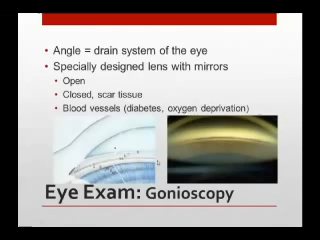 • Angle = drain system of the eye
• Specially designed lens with mirrors
• Open
• Closed, scar tissue
• Blood vessels (diabetes, oxygen deprivation)
Eye Exam: Gonioscopy